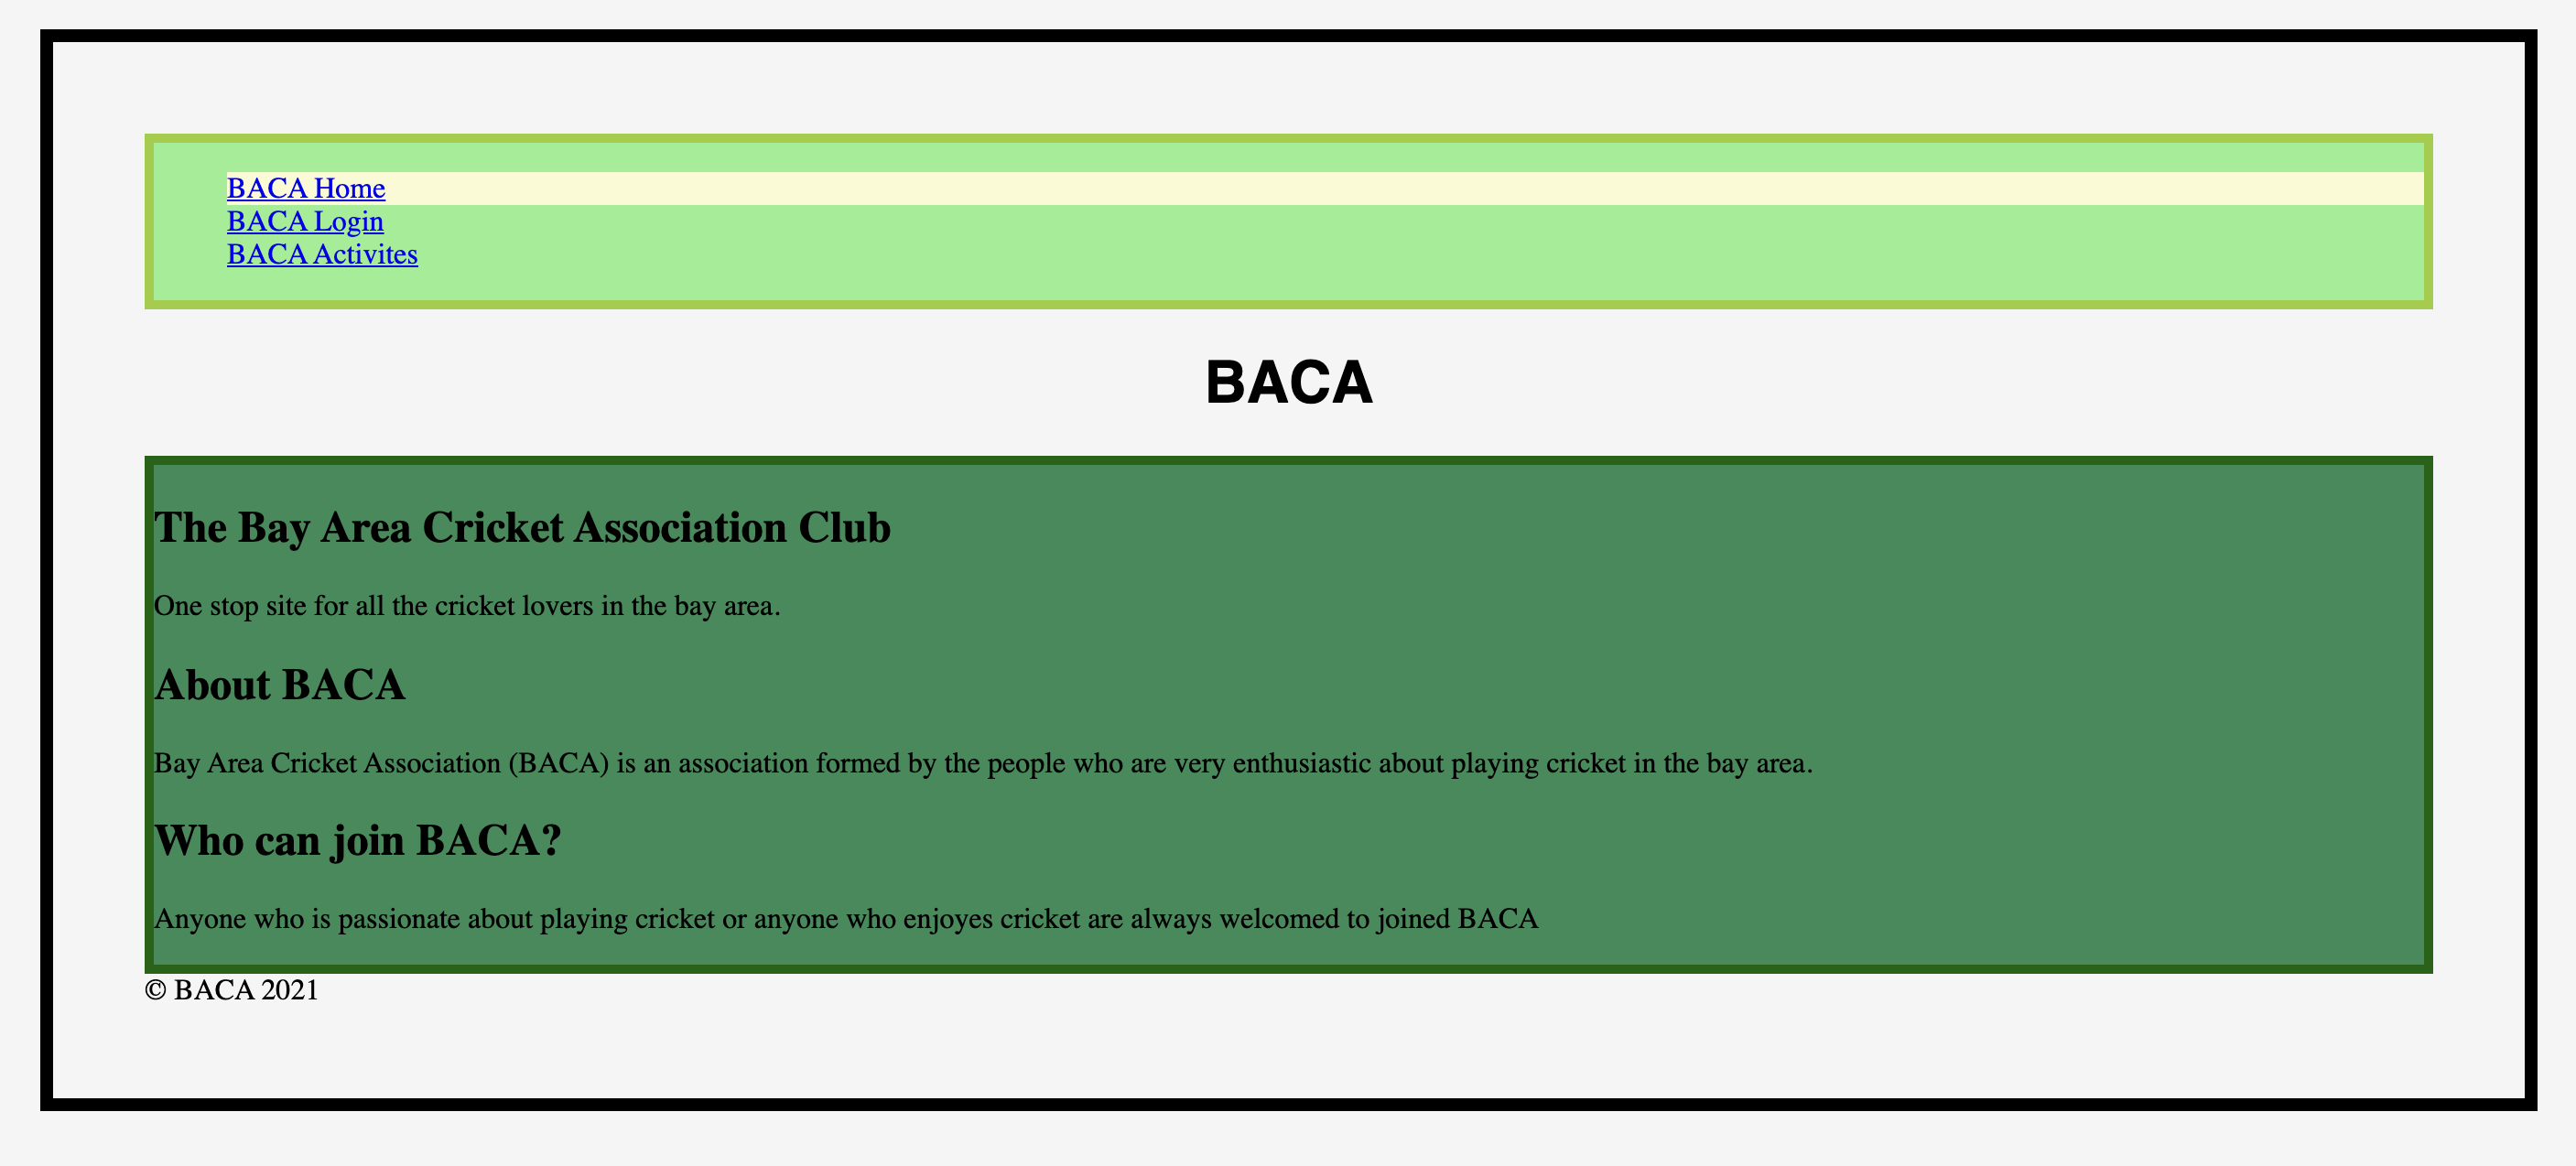 BACA Home
BACA Login
BACA Activites
BACA
The Bay Area Cricket Association Club
One stop site for all the cricket lovers in the bay area.
About BACA
Bay Area Cricket Association (BACA) is an association formed by the people who are very enthusiastic about playing cricket in the bay area.
Who can join BACA?
Anyone who is passionate about playing cricket or anyone who enjoyes cricket are always welcomed to joined BACA
© BACA 2021